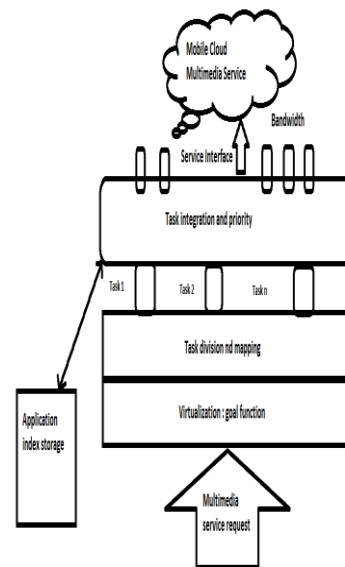 Mobile Cloud
Multimedia Service
Bandwidth
Service Interface
Task integration and priority
Task 1
Task 2
Task n
Task division nd mapping
Application
index storage
Virtualization : goal function
Multimedia
service request